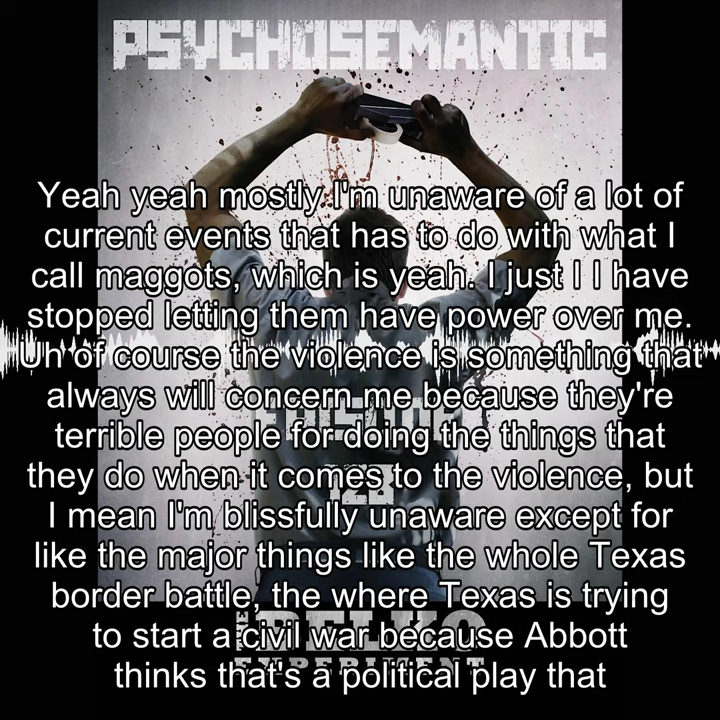 PSYCHOSEMANTIC
Yeah yeah mostly I'm unaware of a lot of
current events that has to do with what I
call maggots, which is yeah. I just I I have
stopped letting them have power over me.
Uh of course the violence is something that
always will concern me because they're
terrible people for doing the things that
they do when it comes to the violence, but
I mean I'm blissfully unaware except for
like the major things like the whole Texas
border battle, the where Texas is trying
to start a civil war because Abbott
thinks that's a political play that
THE BELKO
EXPERIMENT